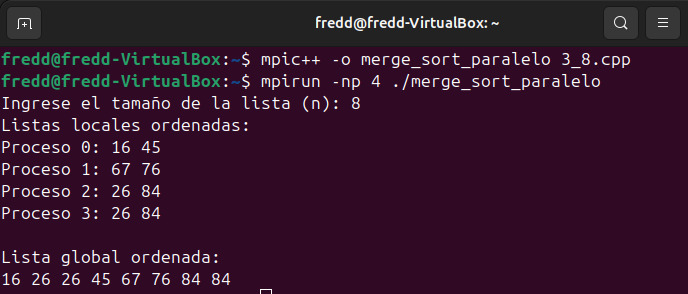 fredd@fredd-VirtualBox: ~
fredd@fredd-VirtualBox:~$ mpic++ -o merge_sort_paralelo 3_8.cpp
fredd@fredd-VirtualBox:~$ mpirun -np 4 ./merge_sort_paralelo
Ingrese el tamaño de la lista (n): 8
Listas locales ordenadas:
Proceso 0: 16 45
Proceso 1: 67 76
Proceso 2: 26 84
Proceso 3: 26 84
Lista global ordenada:
16 26 26 45 67 76 84 84